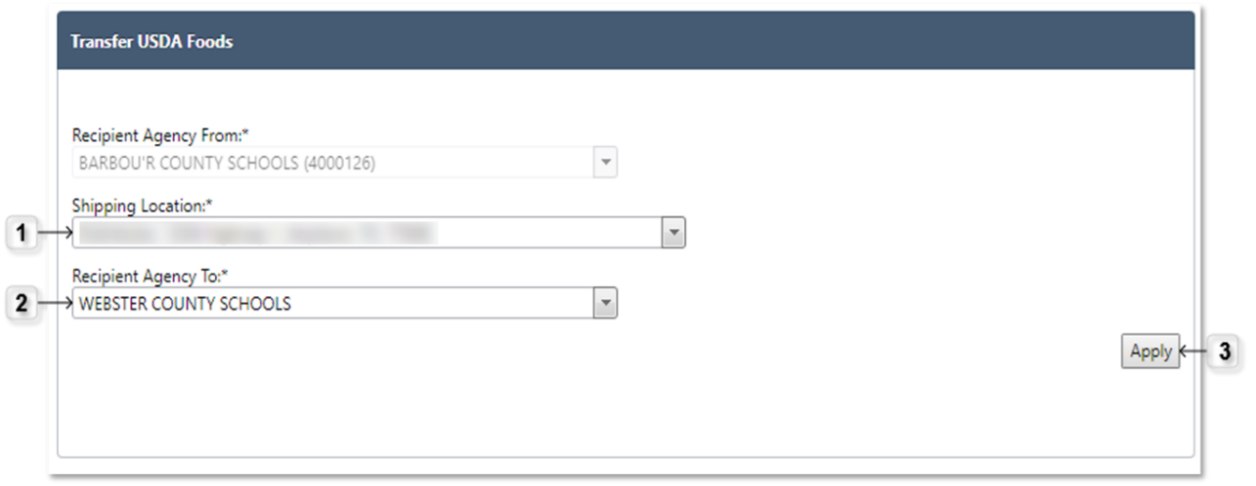 Transfer USDA Foods
Recipient Agency From:*
BARBOU'R COUNTY SCHOOLS (4000126)
Shipping Location:*
1
Recipient Agency To:*
2 WEBSTER COUNTY SCHOOLS
Apply 3